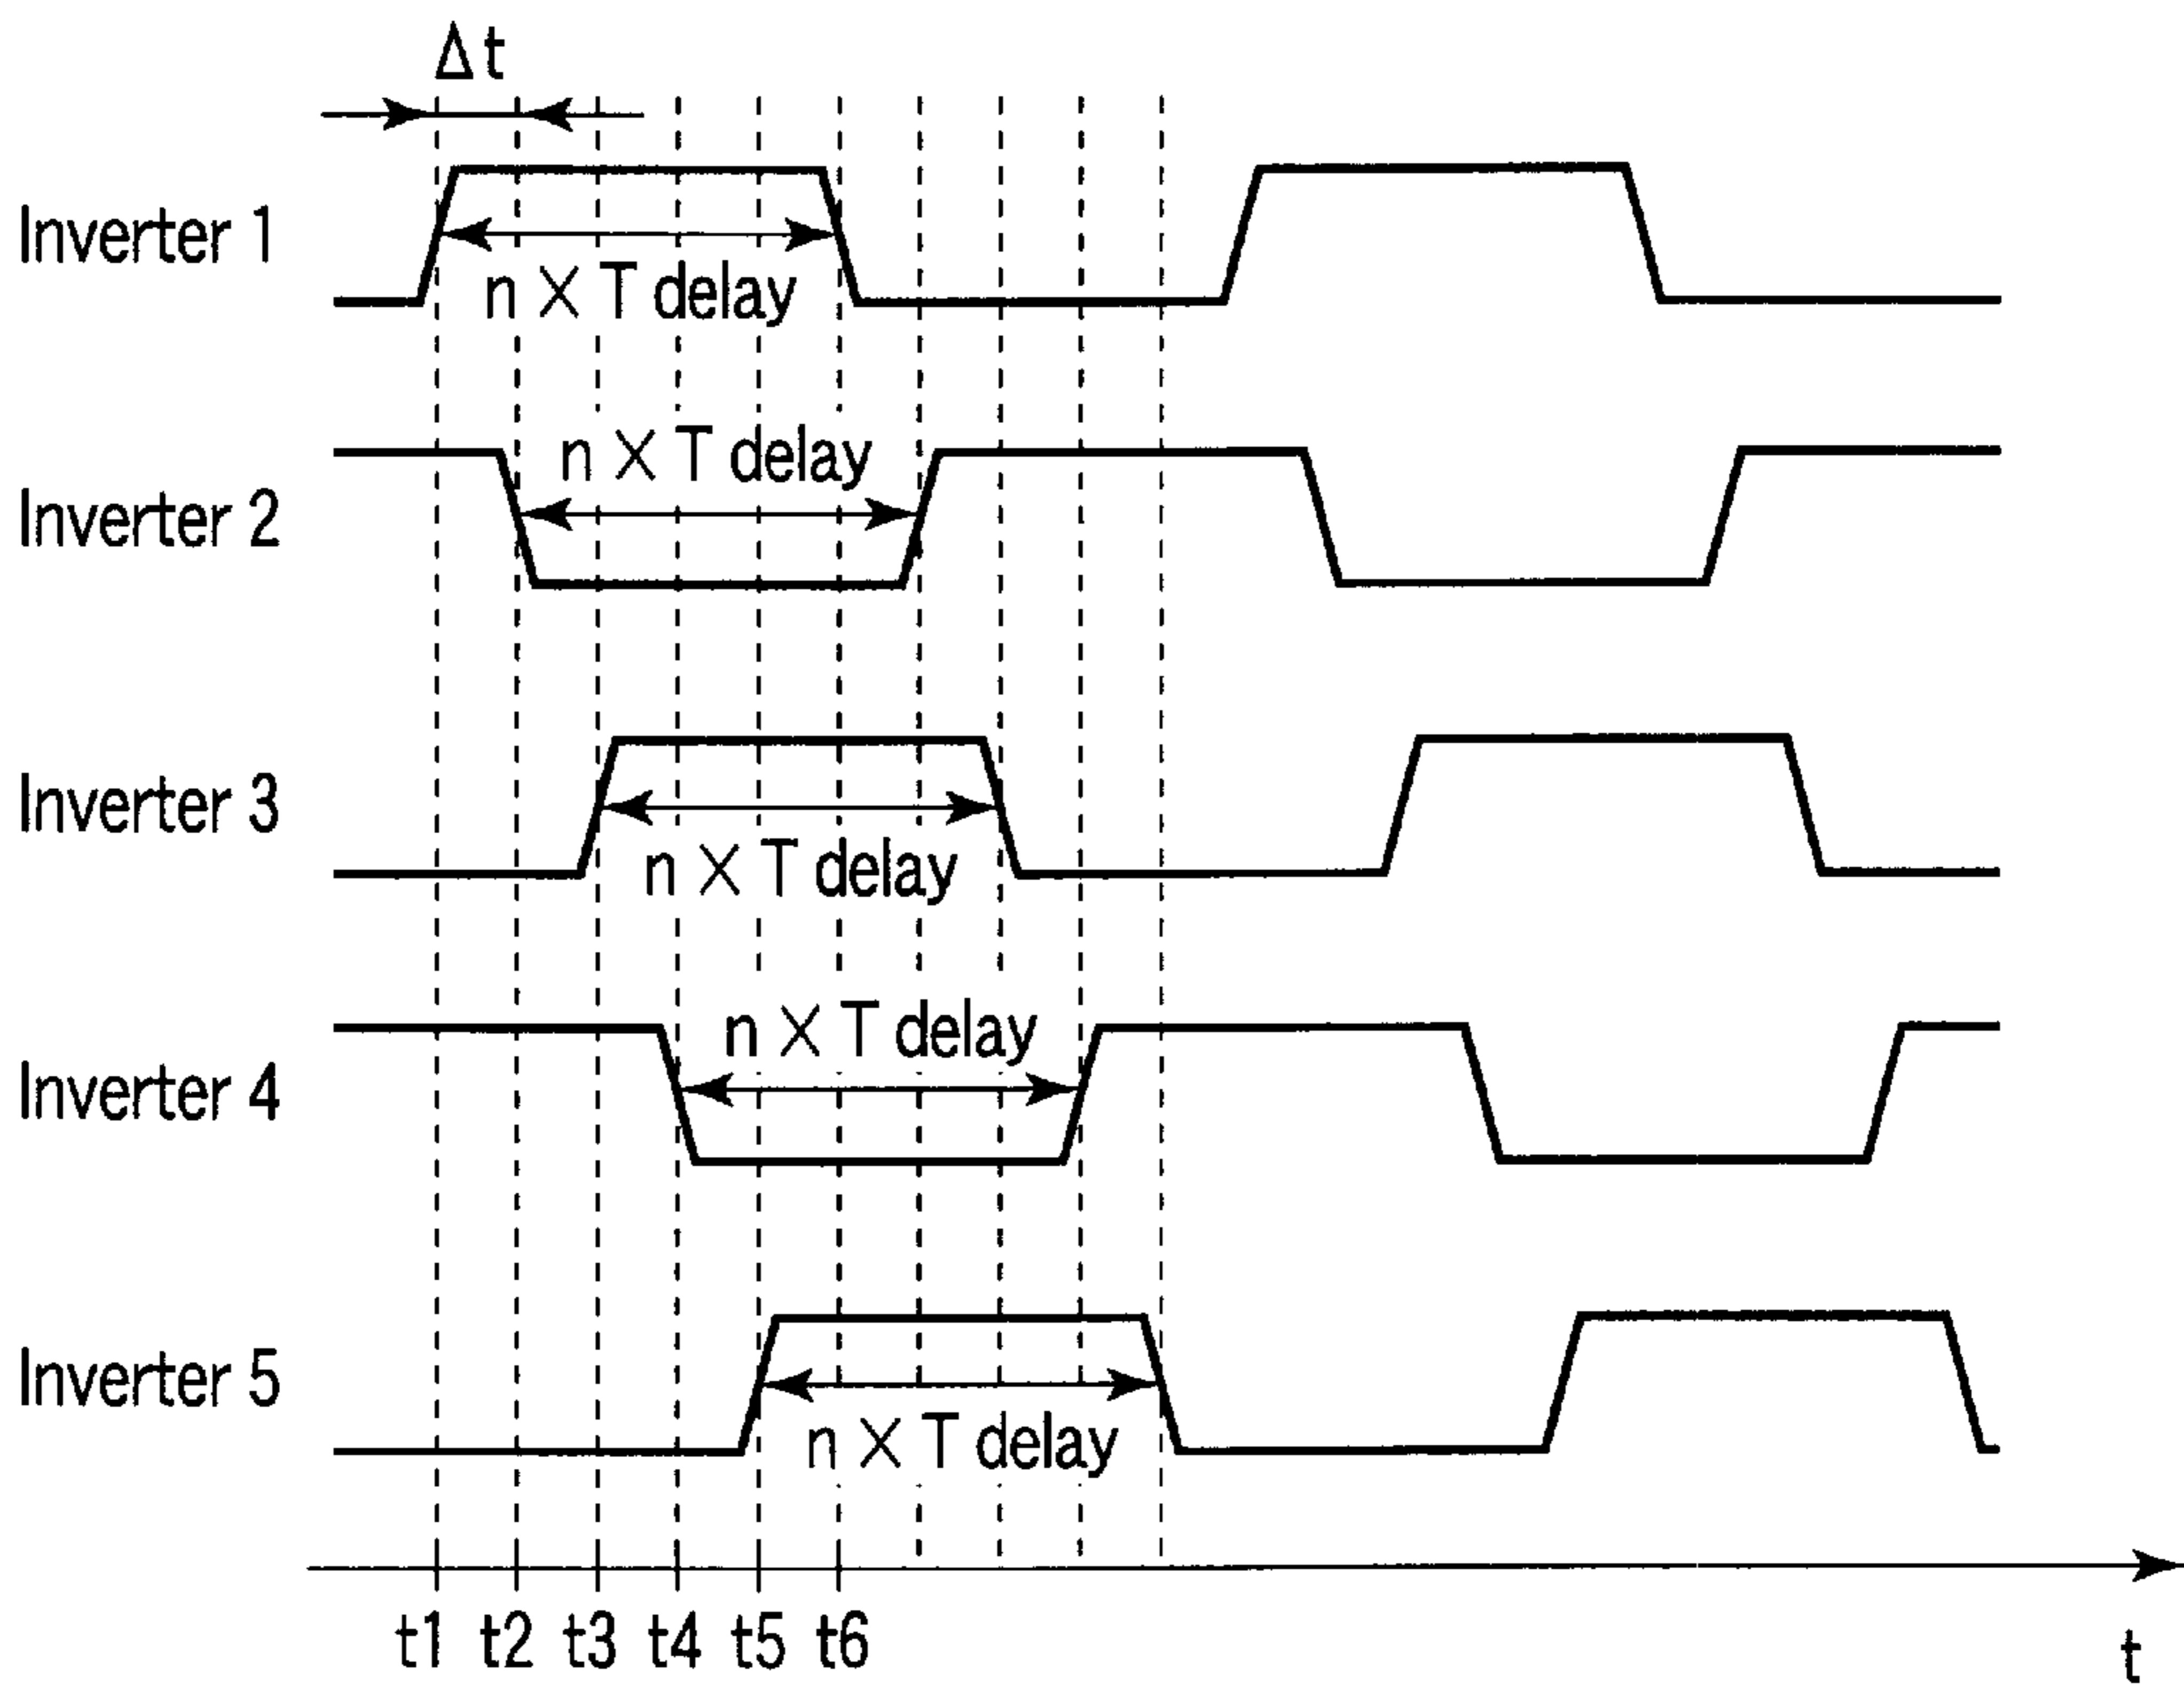 Δt
Inverter 1
n × T delay
n × T delay
Inverter 2
Inverter 3
n × T delay
n × T delay
Inverter 4
Inverter 5
n × T delay
t1 t2 t3 t4 t5 t6
t